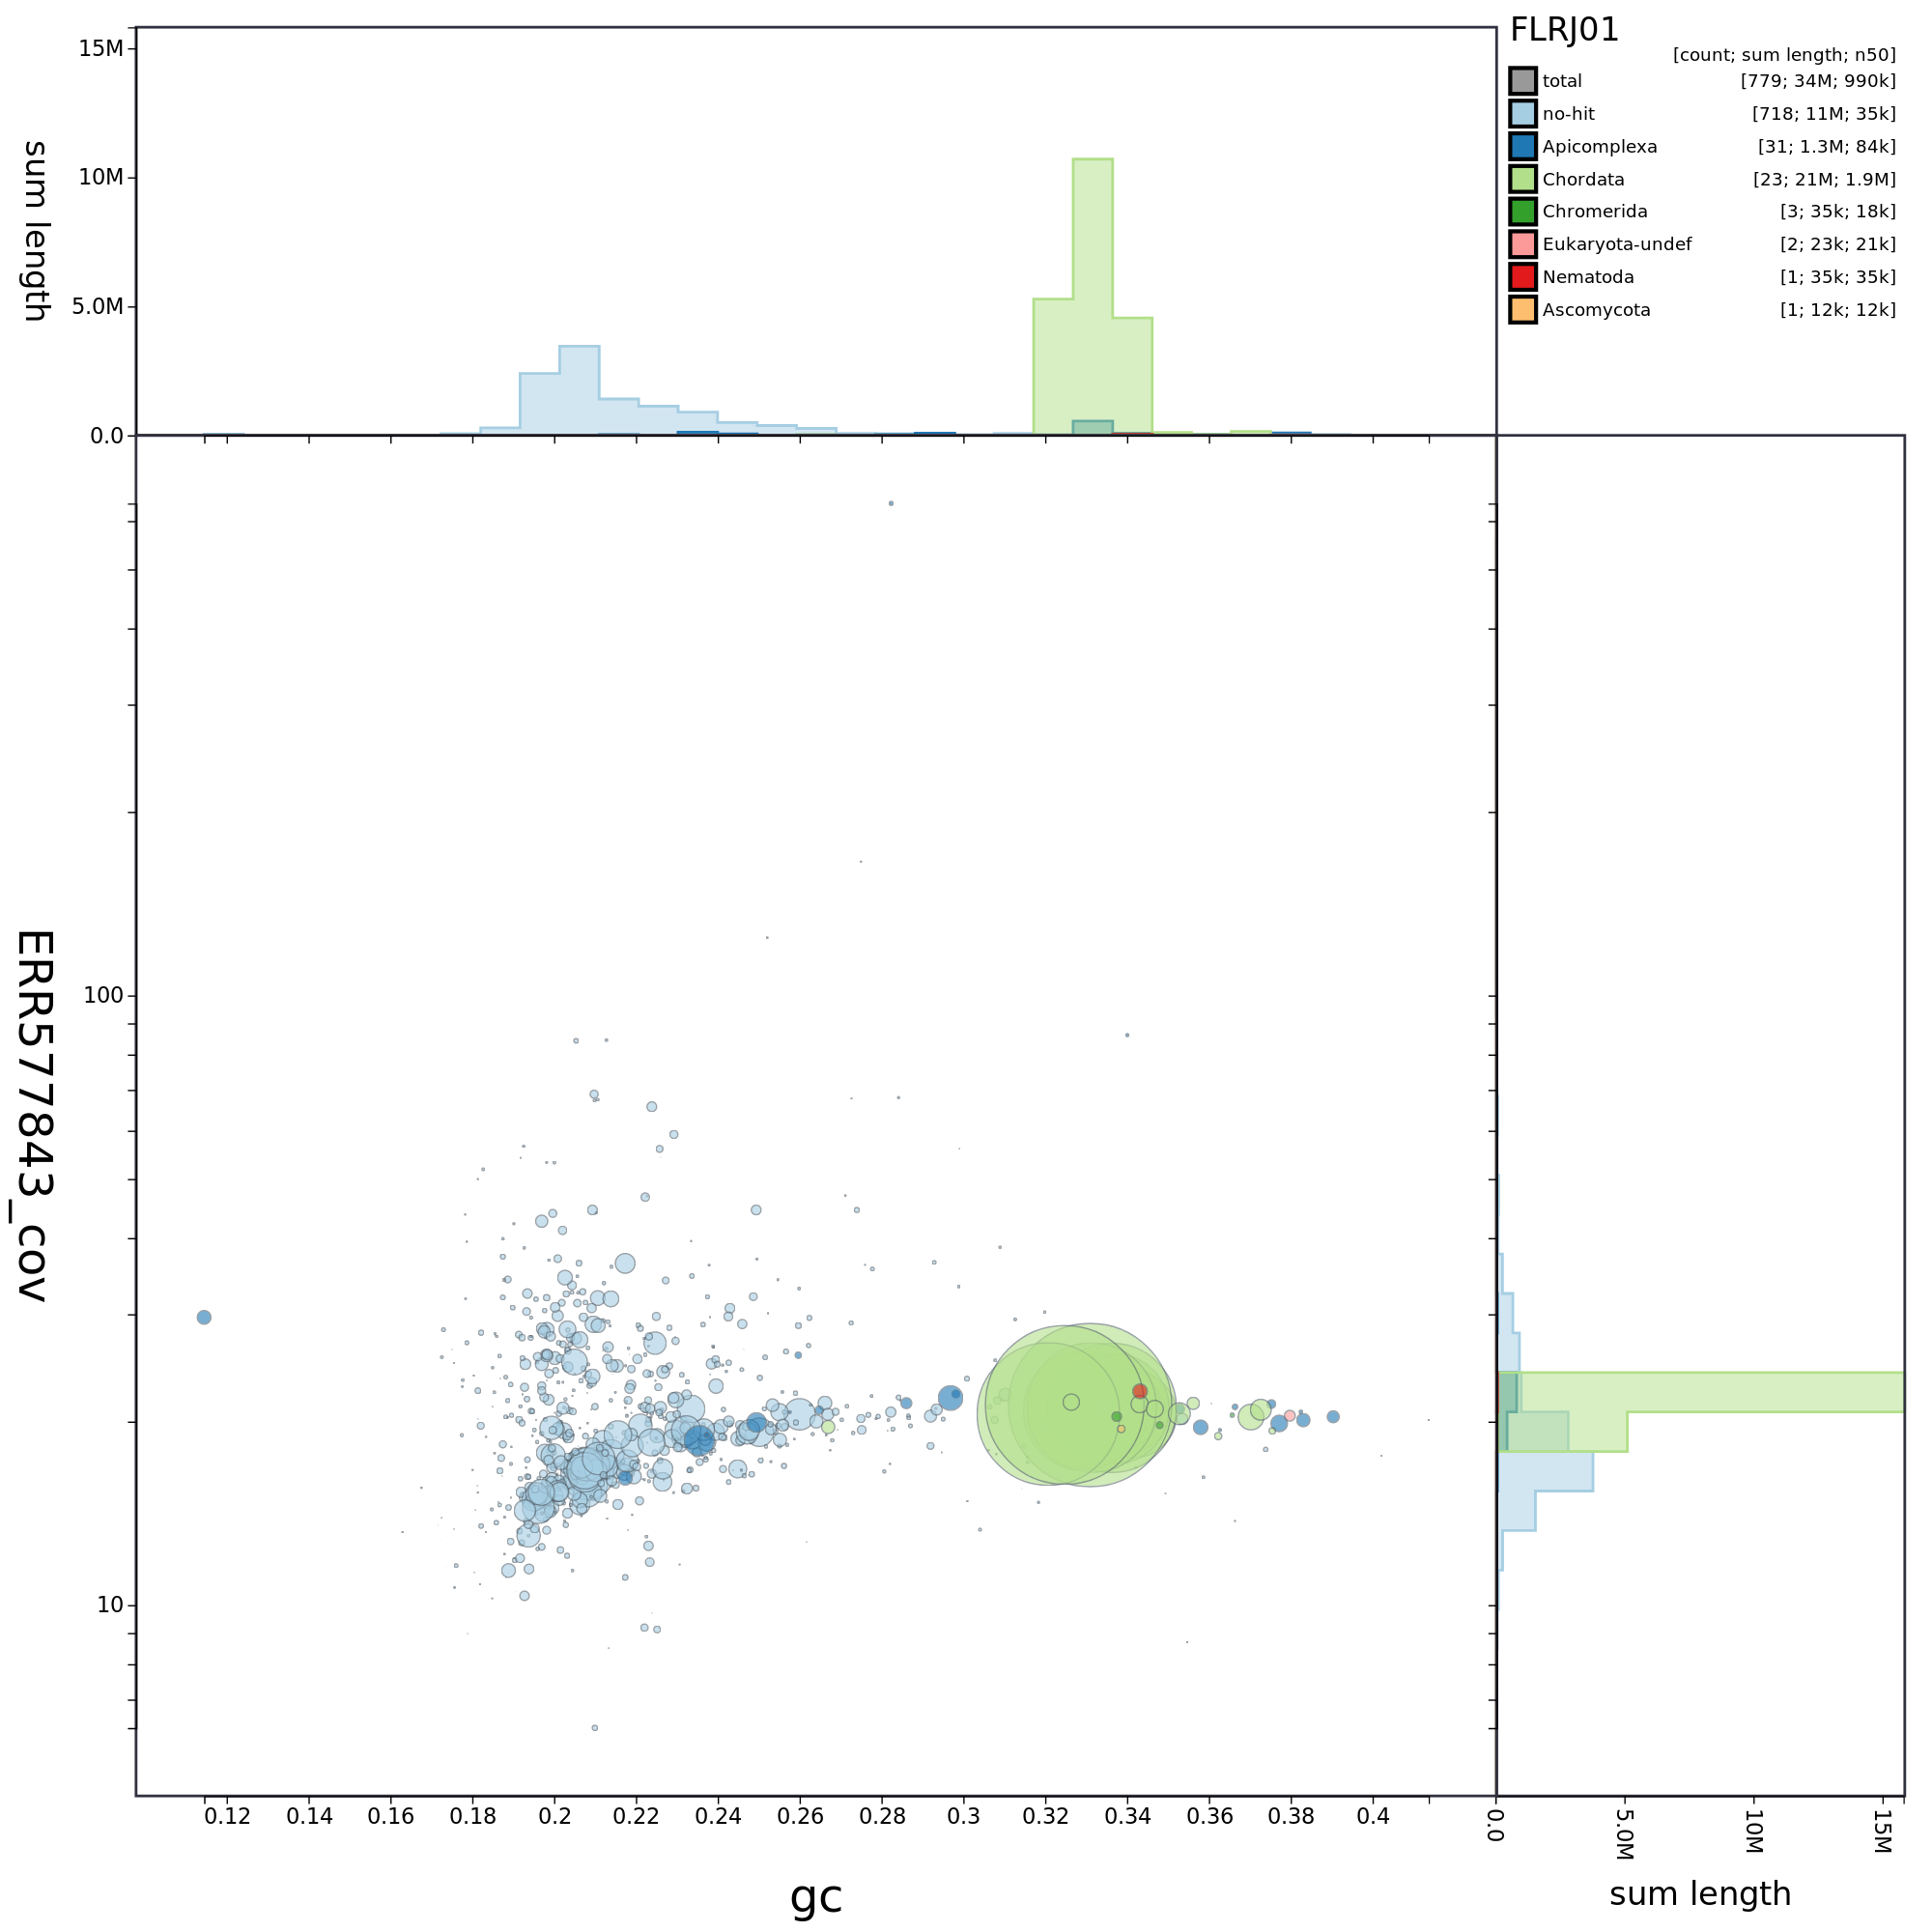 FLRJ01
[count; sum length; n50]
total [779; 34M; 990k]
no-hit [718; 11M; 35k]
Apicomplexa [31; 1.3M; 84k]
Chordata [23; 21M; 1.9M]
Chromerida [3; 35k; 18k]
Eukaryota-undef [2; 23k; 21k]
Nematoda [1; 35k; 35k]
Ascomycota [1; 12k; 12k]
sum length
15M
10M
5.0M
0.0
ERR577843_cov
100
10
0.12 0.14 0.16 0.18 0.2 0.22 0.24 0.26 0.28 0.3 0.32 0.34 0.36 0.38 0.4
gc
0.0 5.0M 10M 15M
sum length